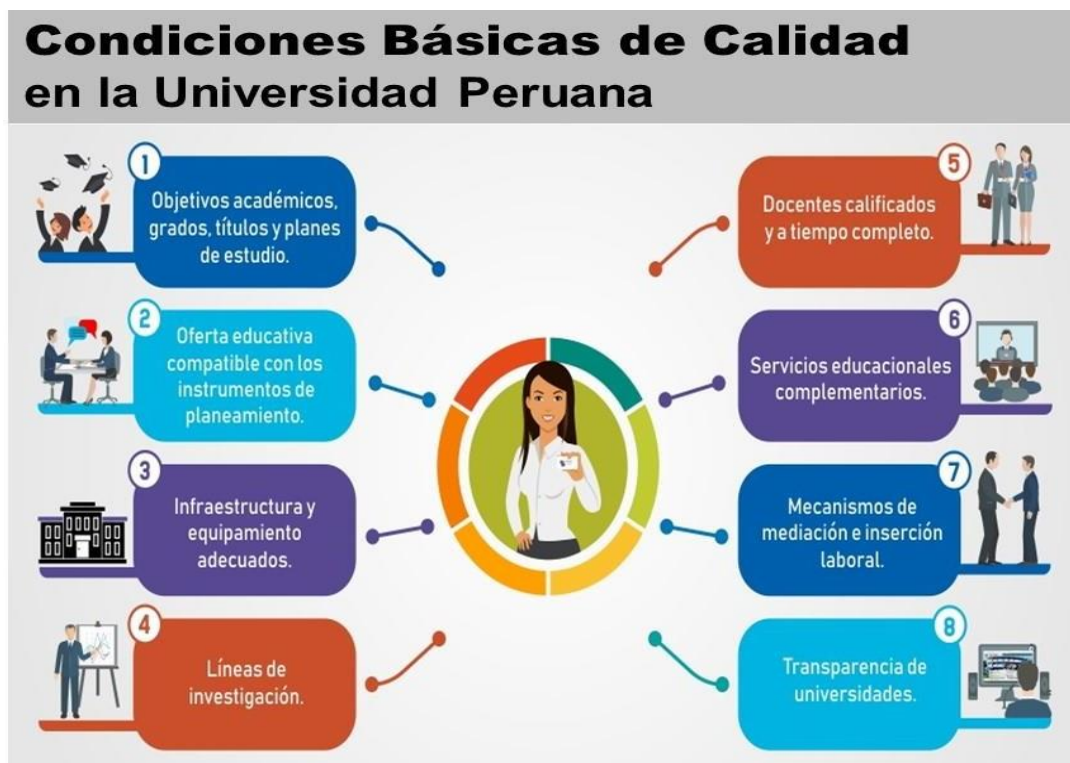 Condiciones Básicas de Calidad
en la Universidad Peruana
1
Objetivos académicos,
grados, títulos y planes
de estudio.
2
Oferta educativa
compatible con los
instrumentos de
planeamiento.
3
Infraestructura y
equipamiento
adecuados.
4
Líneas de
investigación.
5
Docentes calificados
y a tiempo completo.
6
Servicios educacionales
complementarios.
7
Mecanismos de
mediación e inserción
laboral.
8
Transparencia de
universidades.